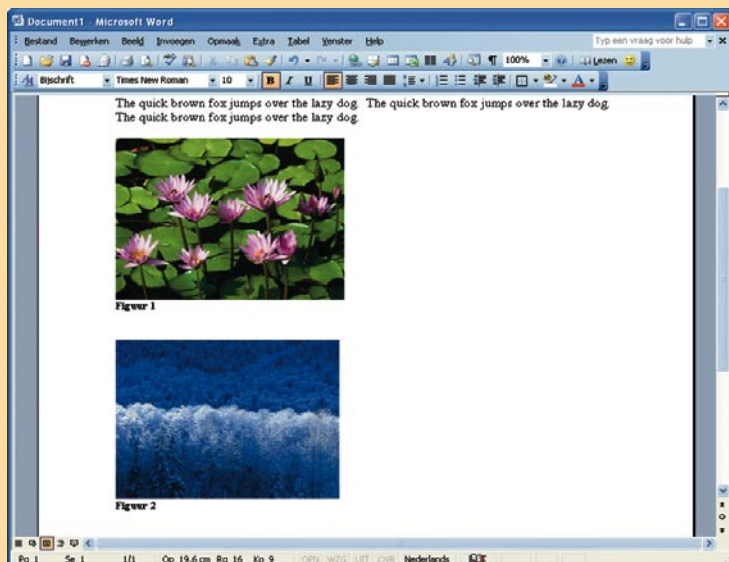 Document1 - Microsoft Word
Bestand Bewerken Beeld Invoegen Opmaak Extra Tabel Venster Help Typ een vraag voor hulp
100% Lezen
Bijschrift Times New Roman 10 B I U A
The quick brown fox jumps over the lazy dog. The quick brown fox jumps over the lazy dog.
The quick brown fox jumps over the lazy dog.
Figuur 1
Figuur 2
Pg 1 Se 1 1/1 Op 19,6 cm Rg 16 Ko 9 OPN WZG UIT OVR Nederlands